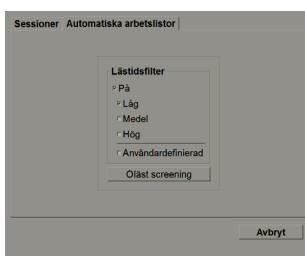 Sessioner Automatiska arbetslistor
Lästidsfilter
På
Låg
Medel
Hög
Användardefinierad
Oläst screening
Avbryt